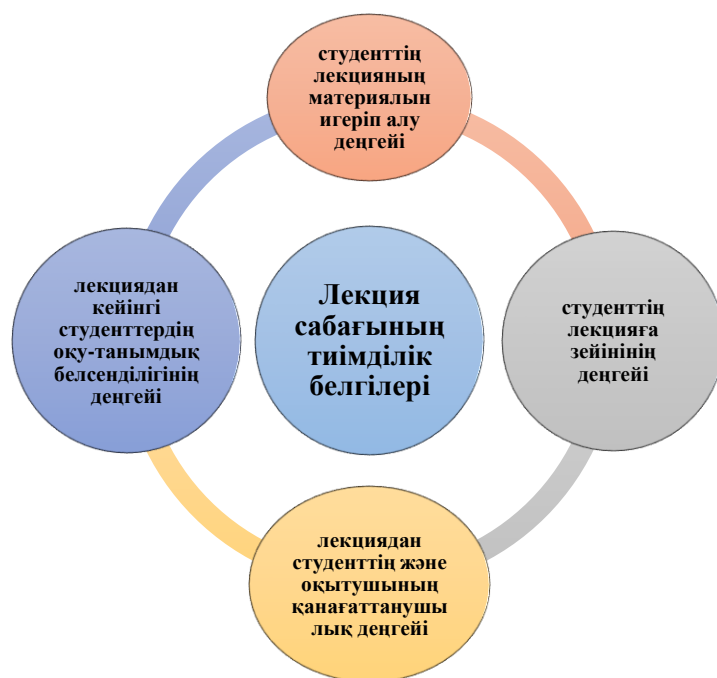 студенттің
лекцияның
материялын
игеріп алу
деңгейі
лекциядан
кейінгі
студенттердің
оқу-танымдық
белсенділігінің
деңгейі
Лекция
сабағының
тиімділік
белгілері
студенттің
лекцияға
зейінінің
деңгейі
лекциядан
студенттің және
оқытушының
қанағаттанушы
лық деңгейі